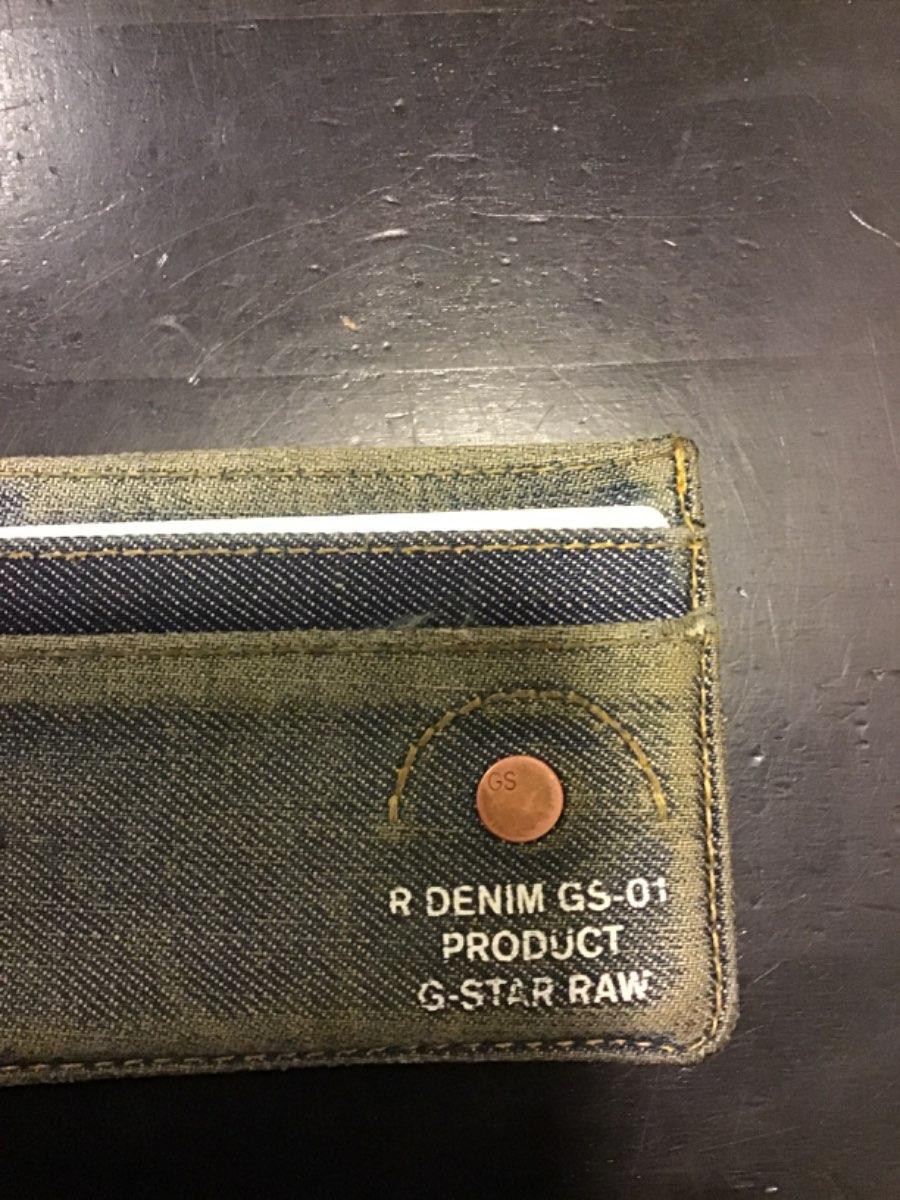 GS
R DENIM GS-01
PRODUCT
G-STAR RAW